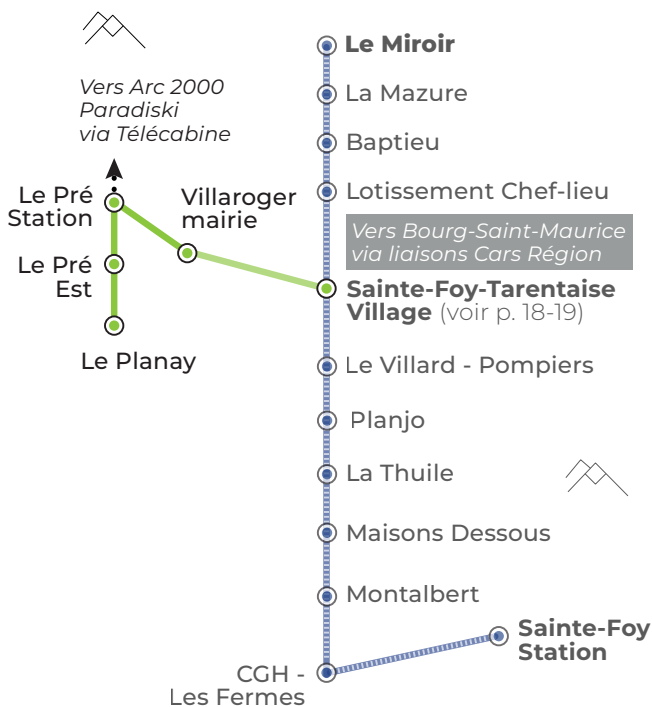 Le Miroir
La Mazure
Baptieu
Lotissement Chef-lieu
Vers Bourg-Saint-Maurice
via liaisons Cars Région
Sainte-Foy-Tarentaise
Village (voir p. 18-19)
Le Villard - Pompiers
Planjo
La Thuile
Maisons Dessous
Montalbert
Sainte-Foy
Station
CGH -
Les Fermes
Vers Arc 2000
Paradiski
via Télécabine
Le Pré
Station
Villaroger
mairie
Le Pré
Est
Le Planay